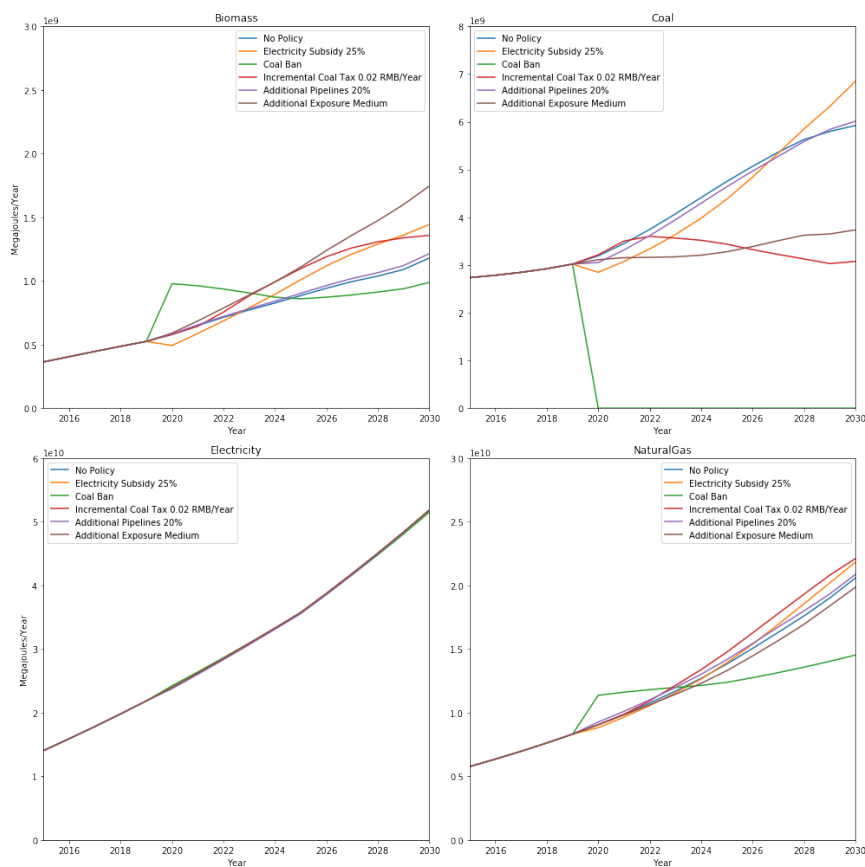 Biomass
1e9
3.0
2.5
2.0
1.5
1.0
0.5
0.0
Megajoules/Year
No Policy
Electricity Subsidy 25%
Coal Ban
Incremental Coal Tax 0.02 RMB/Year
Additional Pipelines 20%
Additional Exposure Medium
2016 2018 2020 2022 2024 2026 2028 2030
Year
Coal
1e9
8
7
6
5
4
3
2
1
0
No Policy
Electricity Subsidy 25%
Coal Ban
Incremental Coal Tax 0.02 RMB/Year
Additional Pipelines 20%
Additional Exposure Medium
2016 2018 2020 2022 2024 2026 2028 2030
Year
Electricity
1e10
6
5
4
3
2
1
0
Megajoules/Year
No Policy
Electricity Subsidy 25%
Coal Ban
Incremental Coal Tax 0.02 RMB/Year
Additional Pipelines 20%
Additional Exposure Medium
2016 2018 2020 2022 2024 2026 2028 2030
Year
NaturalGas
1e10
3.0
2.5
2.0
1.5
1.0
0.5
0.0
No Policy
Electricity Subsidy 25%
Coal Ban
Incremental Coal Tax 0.02 RMB/Year
Additional Pipelines 20%
Additional Exposure Medium
2016 2018 2020 2022 2024 2026 2028 2030
Year